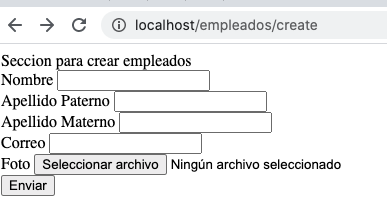 localhost/empleados/create
Seccion para crear empleados
Nombre
Apellido Paterno
Apellido Materno
Correo
Foto Seleccionar archivo Ningún archivo seleccionado
Enviar